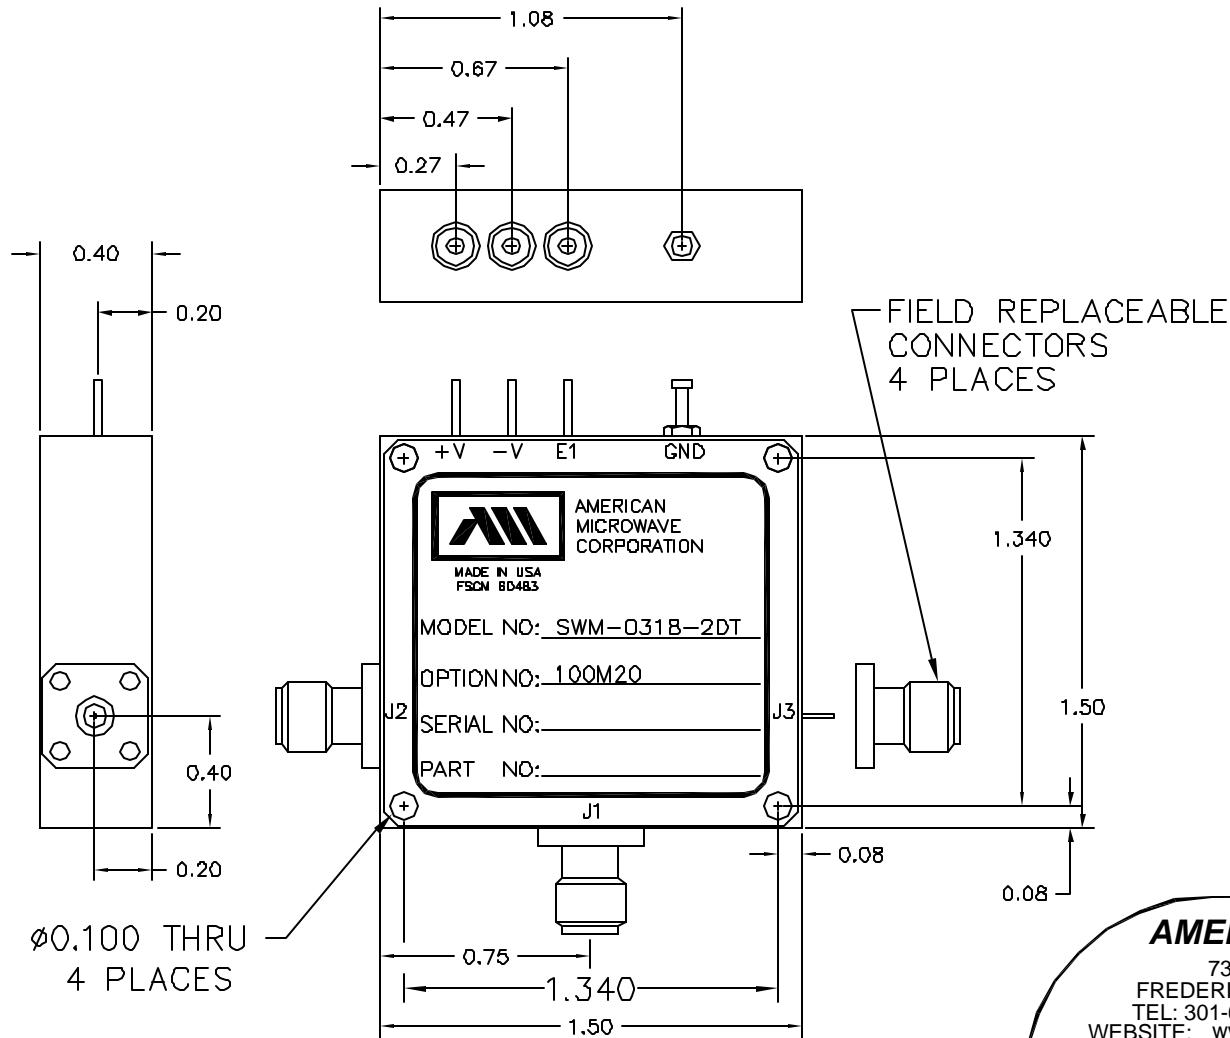 1.08
0.67
0.47
0.27
0.40
0.20
FIELD REPLACEABLE
CONNECTORS
4 PLACES
+V -V E1 GND
AMERICAN
MICROWAVE
CORPORATION
MADE IN USA
FSCM 8D483
1.340
MODEL NO: SWM-0318-2DT
OPTION NO: 100M20
J2
J3
1.50
SERIAL NO:
0.40
PART NO:
J1
0.08
0.20
0.08
Ø0.100 THRU
4 PLACES
0.75
1.340
1.50
AME
73
FREDER
TEL: 301-
WEBSITE: w